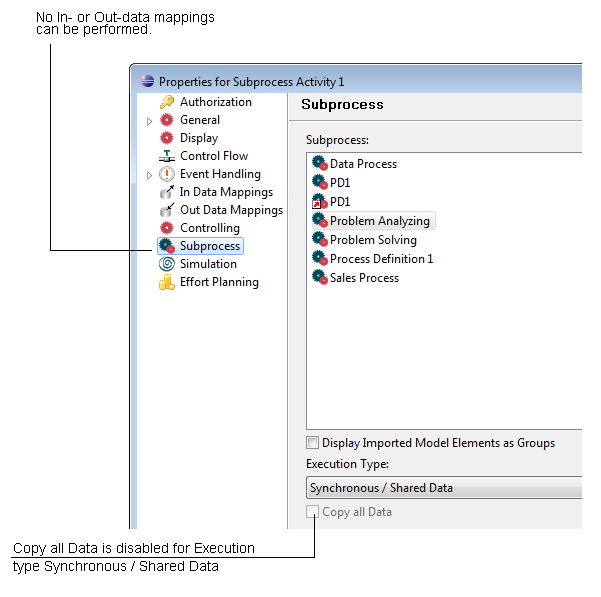 No In- or Out-data mappings
can be performed.
Properties for Subprocess Activity 1
Authorization
General
Display
Control Flow
Event Handling
In Data Mappings
Out Data Mappings
Controlling
Subprocess
Simulation
Effort Planning
Subprocess
Subprocess:
Data Process
PD1
PD1
Problem Analyzing
Problem Solving
Process Definition 1
Sales Process
Display Imported Model Elements as Groups
Execution Type:
Synchronous / Shared Data
Copy all Data
Copy all Data is disabled for Execution
type Synchronous / Shared Data